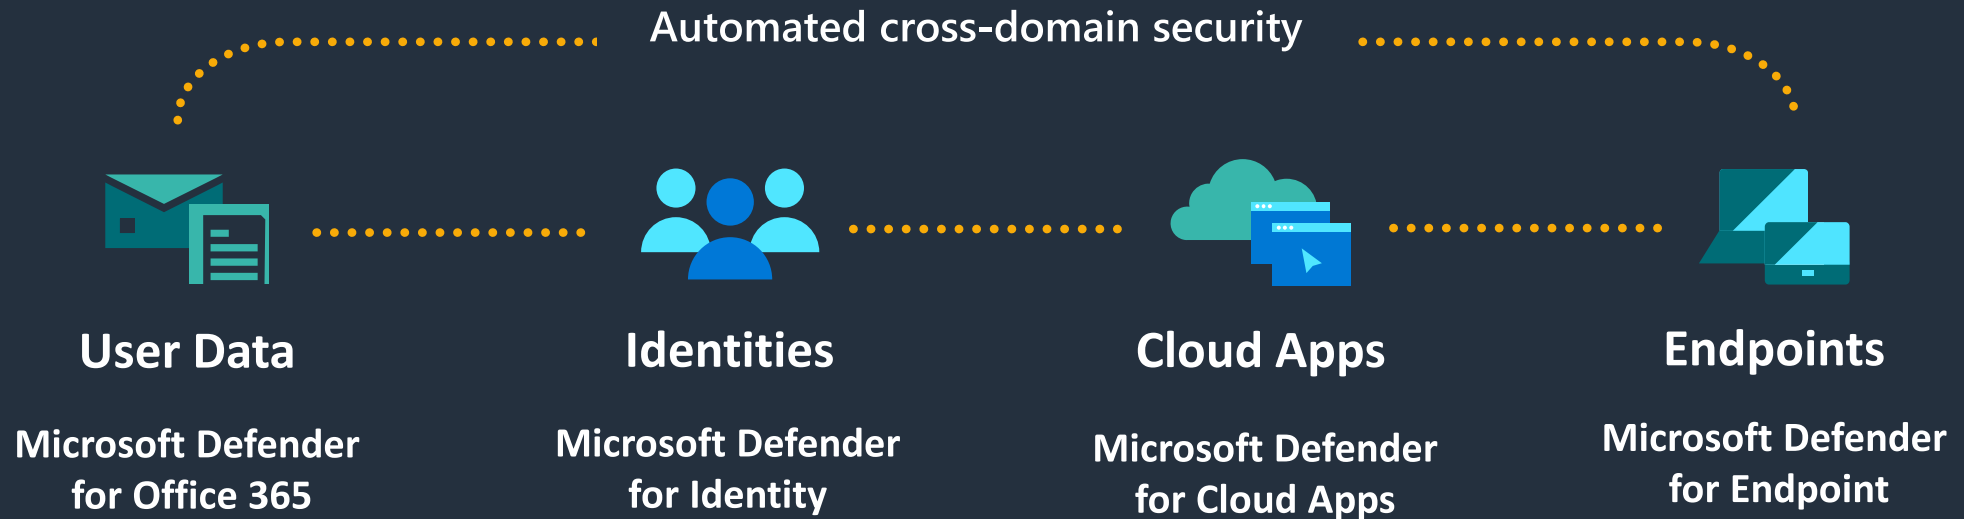 Automated cross-domain security
User Data
Identities
Cloud Apps
Endpoints
Microsoft Defender
for Office 365
Microsoft Defender
for Identity
Microsoft Defender
for Cloud Apps
Microsoft Defender
for Endpoint